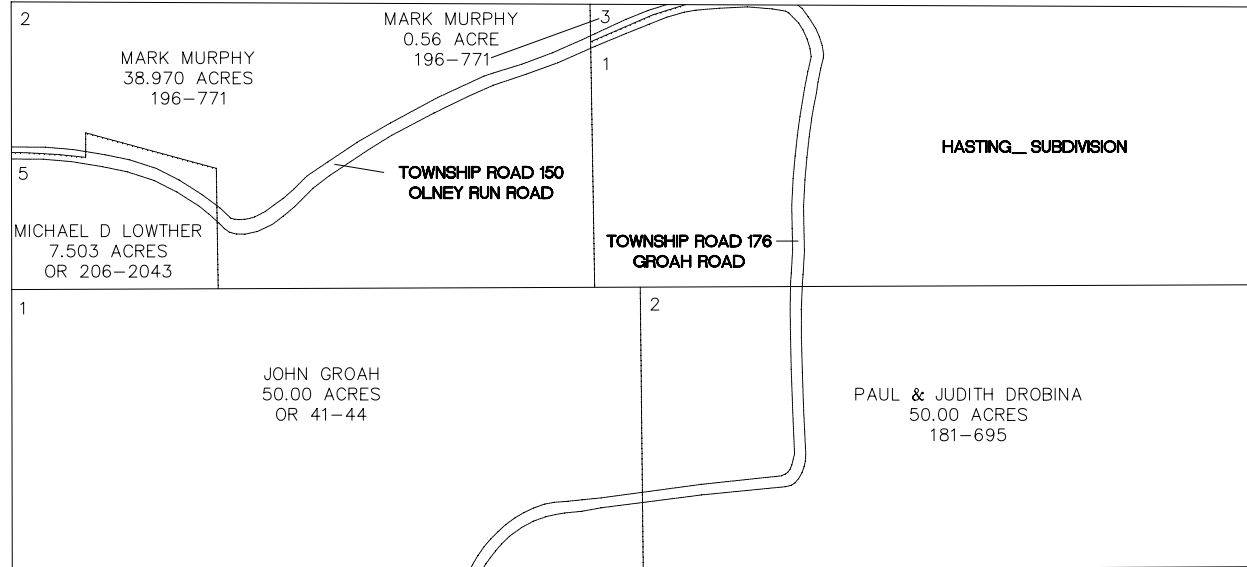 2
MARK MURPHY
38.970 ACRES
196-771
MARK MURPHY
0.56 ACRE
196-771
3
1
HASTING_ SUBDIVISION
TOWNSHIP ROAD 150
OLNEY RUN ROAD
5
MICHAEL D LOWTHER
7.503 ACRES
OR 206-2043
TOWNSHIP ROAD 176
GROAH ROAD
1
JOHN GROAH
50.00 ACRES
OR 41-44
2
PAUL & JUDITH DROBINA
50.00 ACRES
181-695